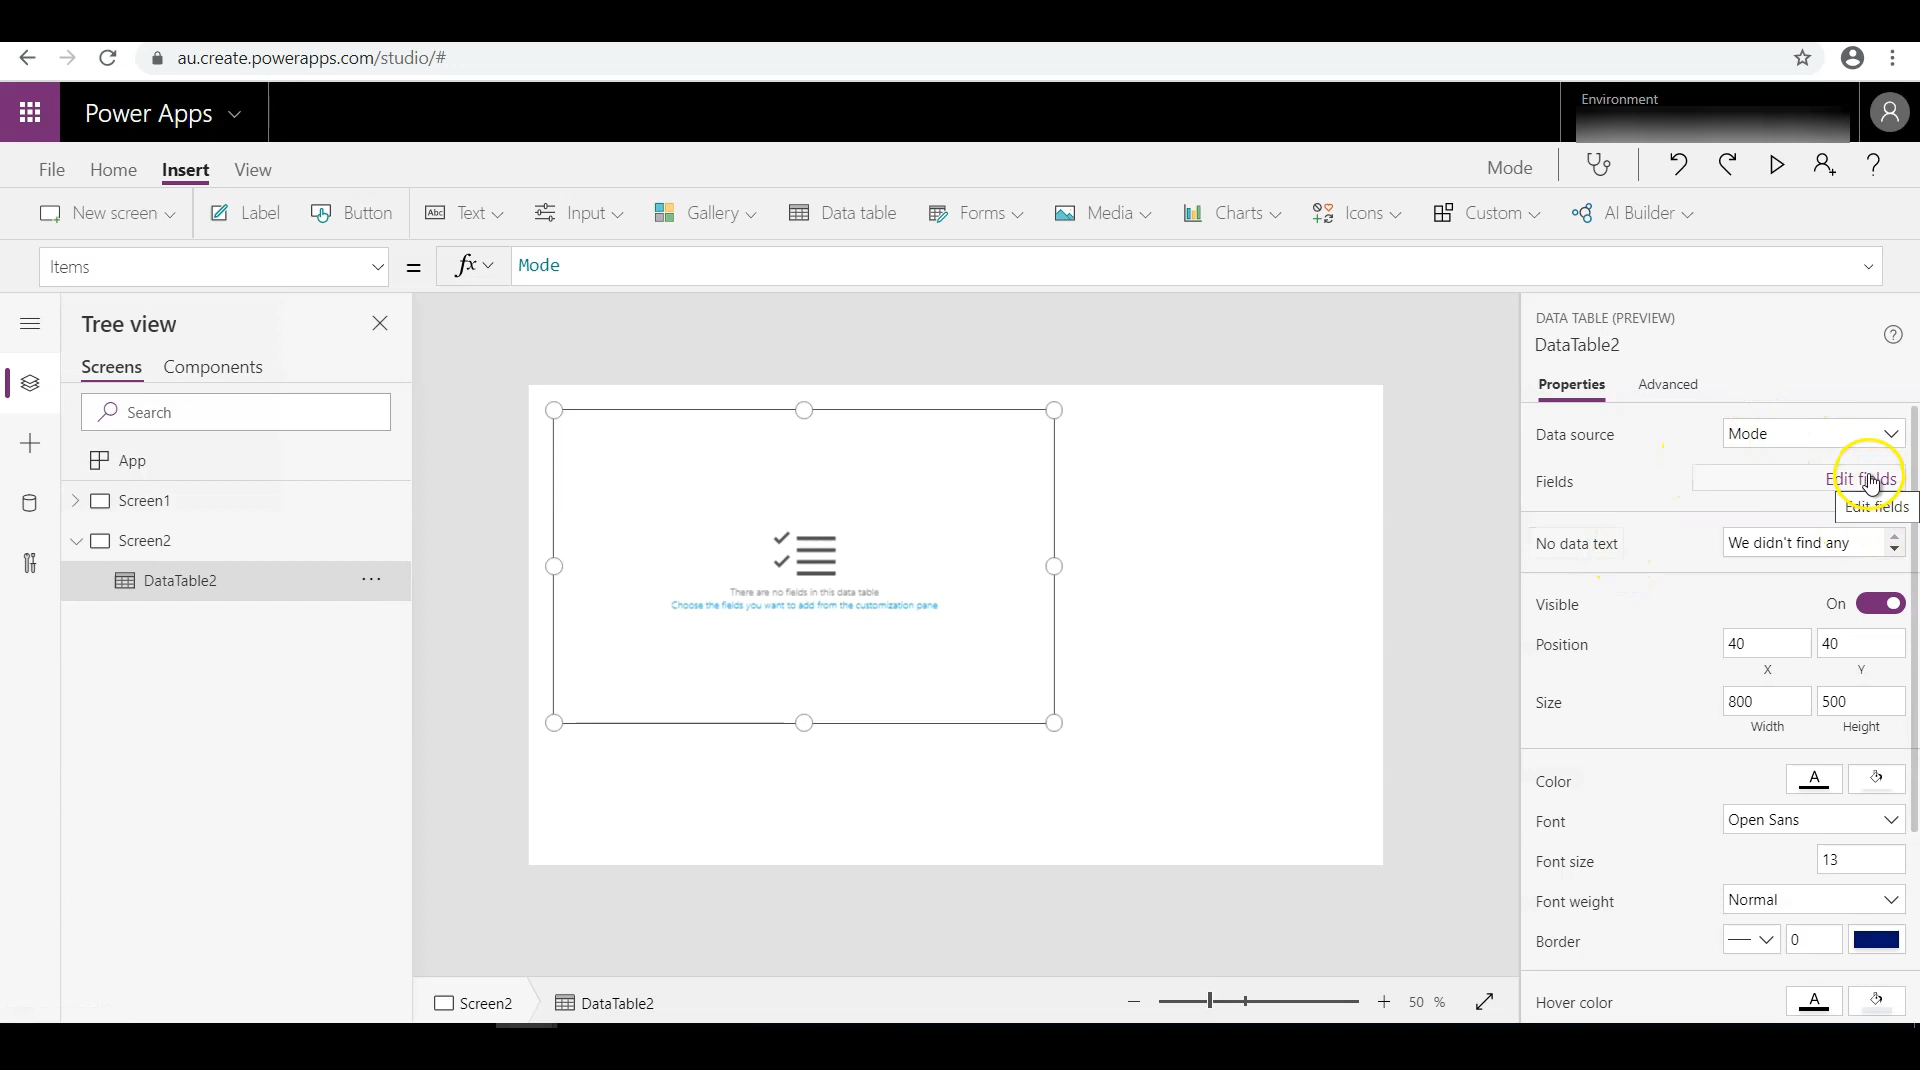 au.create.powerapps.com/studio/#
Power Apps
Environment
File Home Insert View
Mode
New screen Label Button Text Input Gallery Data table Forms Media Charts Icons Custom AI Builder
Abc
Items = fx Mode
Tree view
Screens Components
Search
App
Screen1
Screen2
DataTable2 ...
There are no fields in this data table
Choose the fields you want to add from the customization pane
Screen2 DataTable2
50 %
DATA TABLE (PREVIEW)
DataTable2
Properties Advanced
Data source Mode
Fields Edit fields
Edit fields
No data text We didn't find any
Visible On
Position 40 40
X Y
Size 800 500
Width Height
Color A
Font Open Sans
Font size 13
Font weight Normal
Border 0
Hover color A